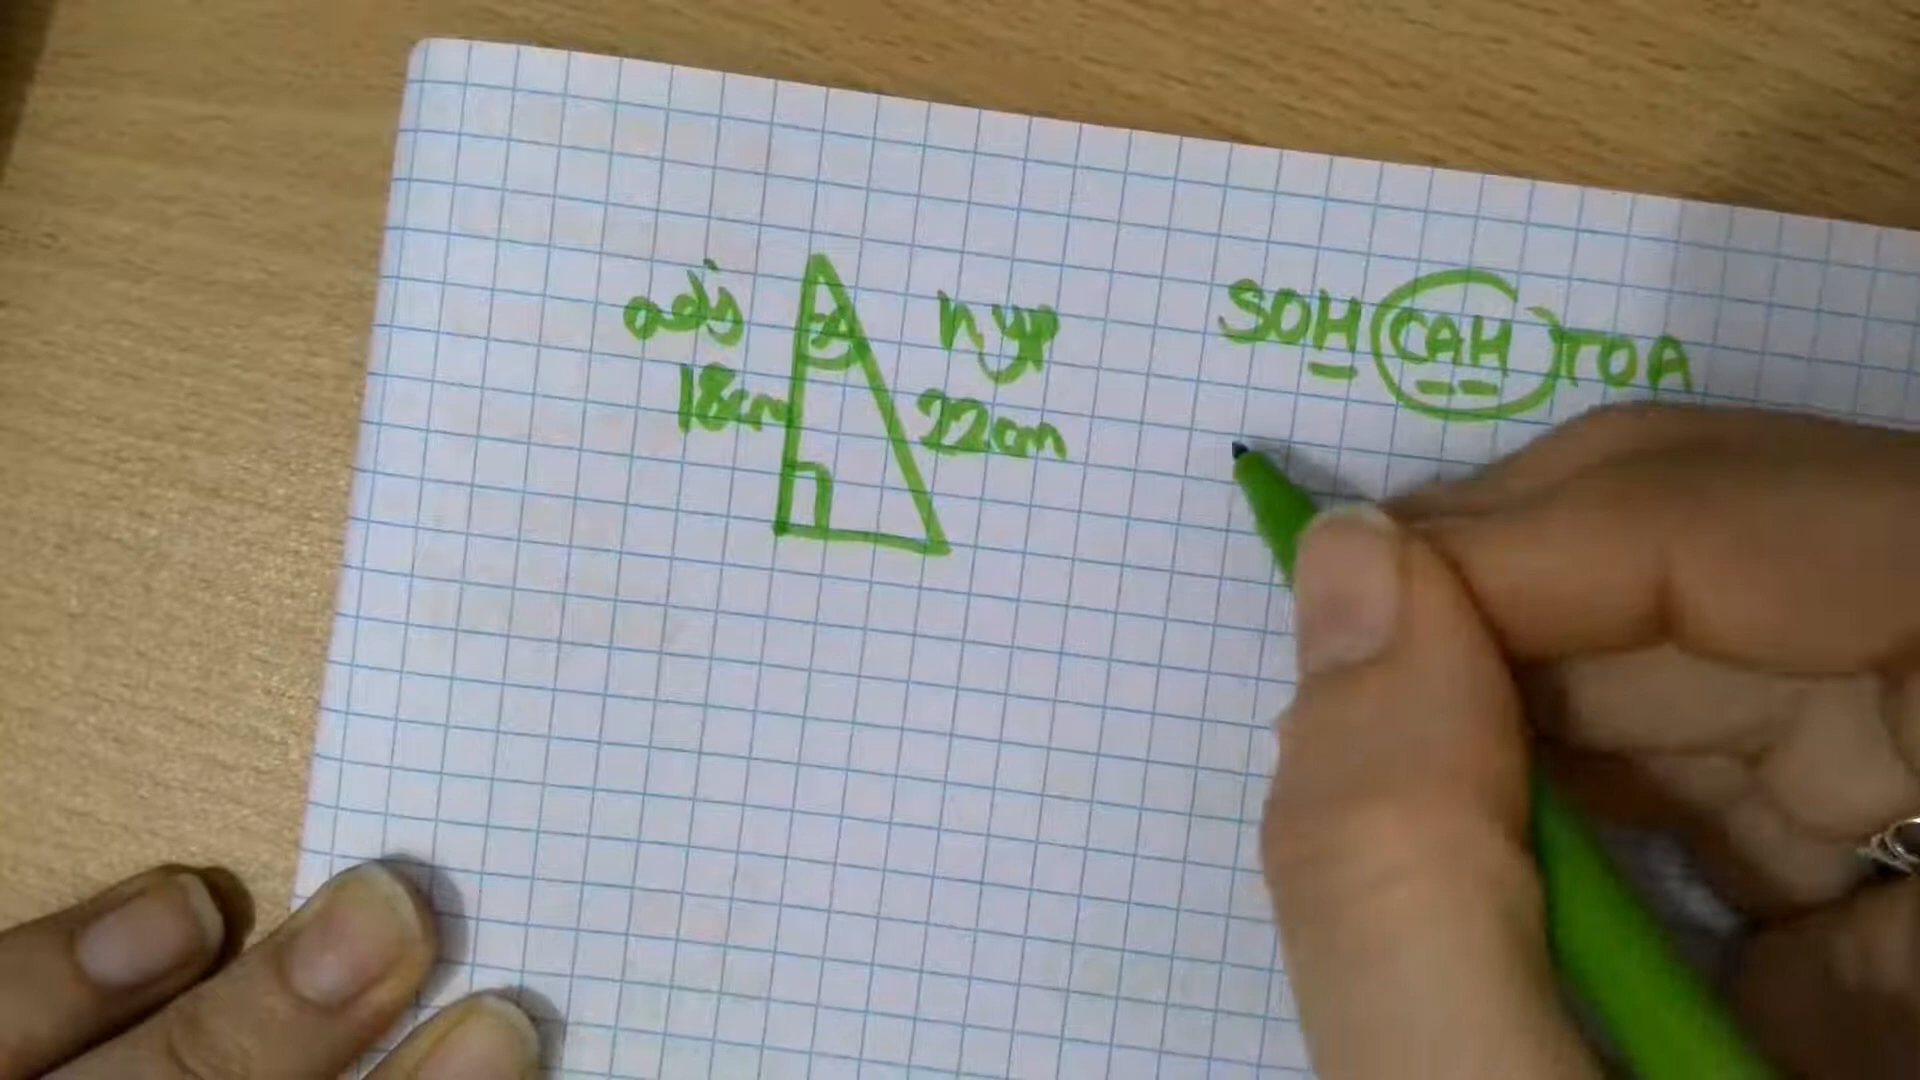 adj
hyp
18cm
22cm
SOH CAH TOA